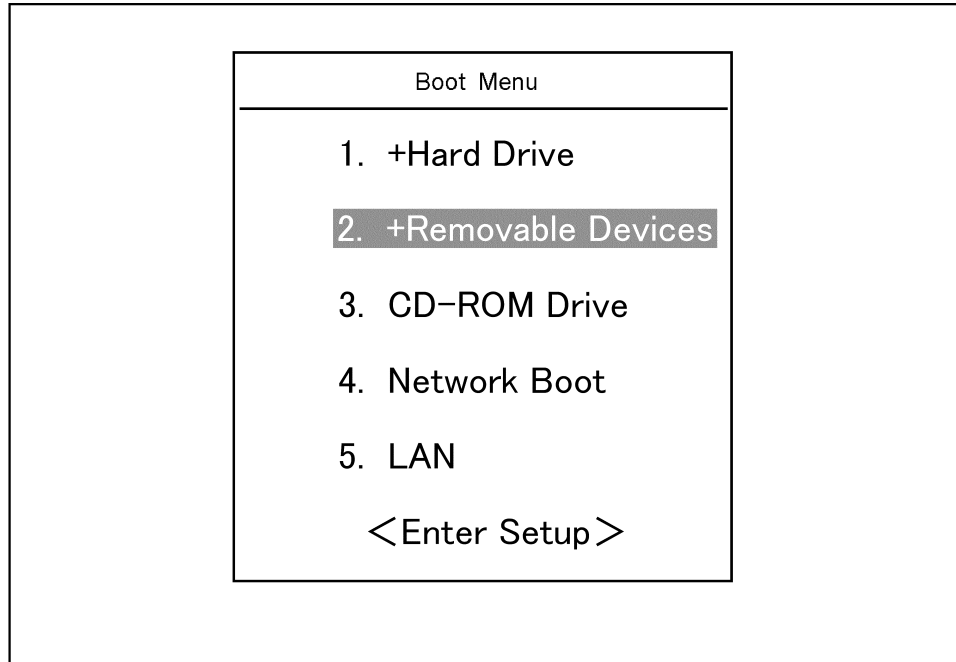 Boot Menu
1. +Hard Drive
2. +Removable Devices
3. CD-ROM Drive
4. Network Boot
5. LAN
<Enter Setup>